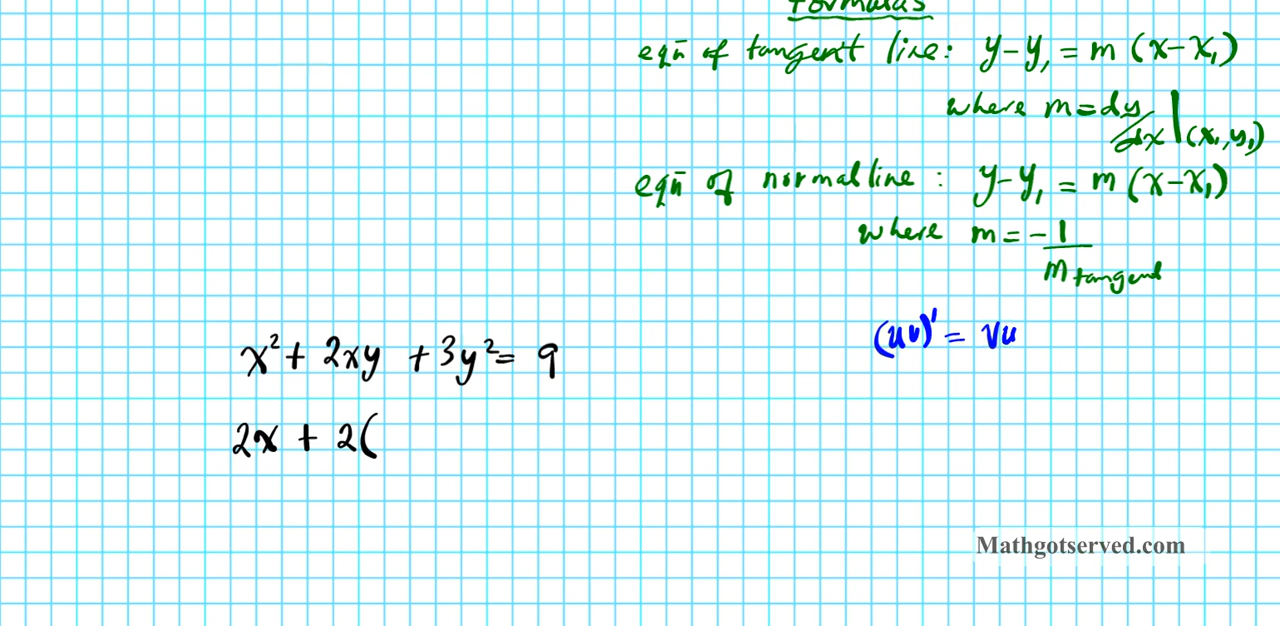 Formulas
eqn̄ of tangent line: y-y₁ = m (x-x₁)
where m = dy/dx |(x₁,y₁)
eqn̄ of normal line : y-y₁ = m (x-x₁)
where m = -1/m tangent
(uv)' = vu
x² + 2xy + 3y² = 9
2x + 2(
Mathgotserved.com